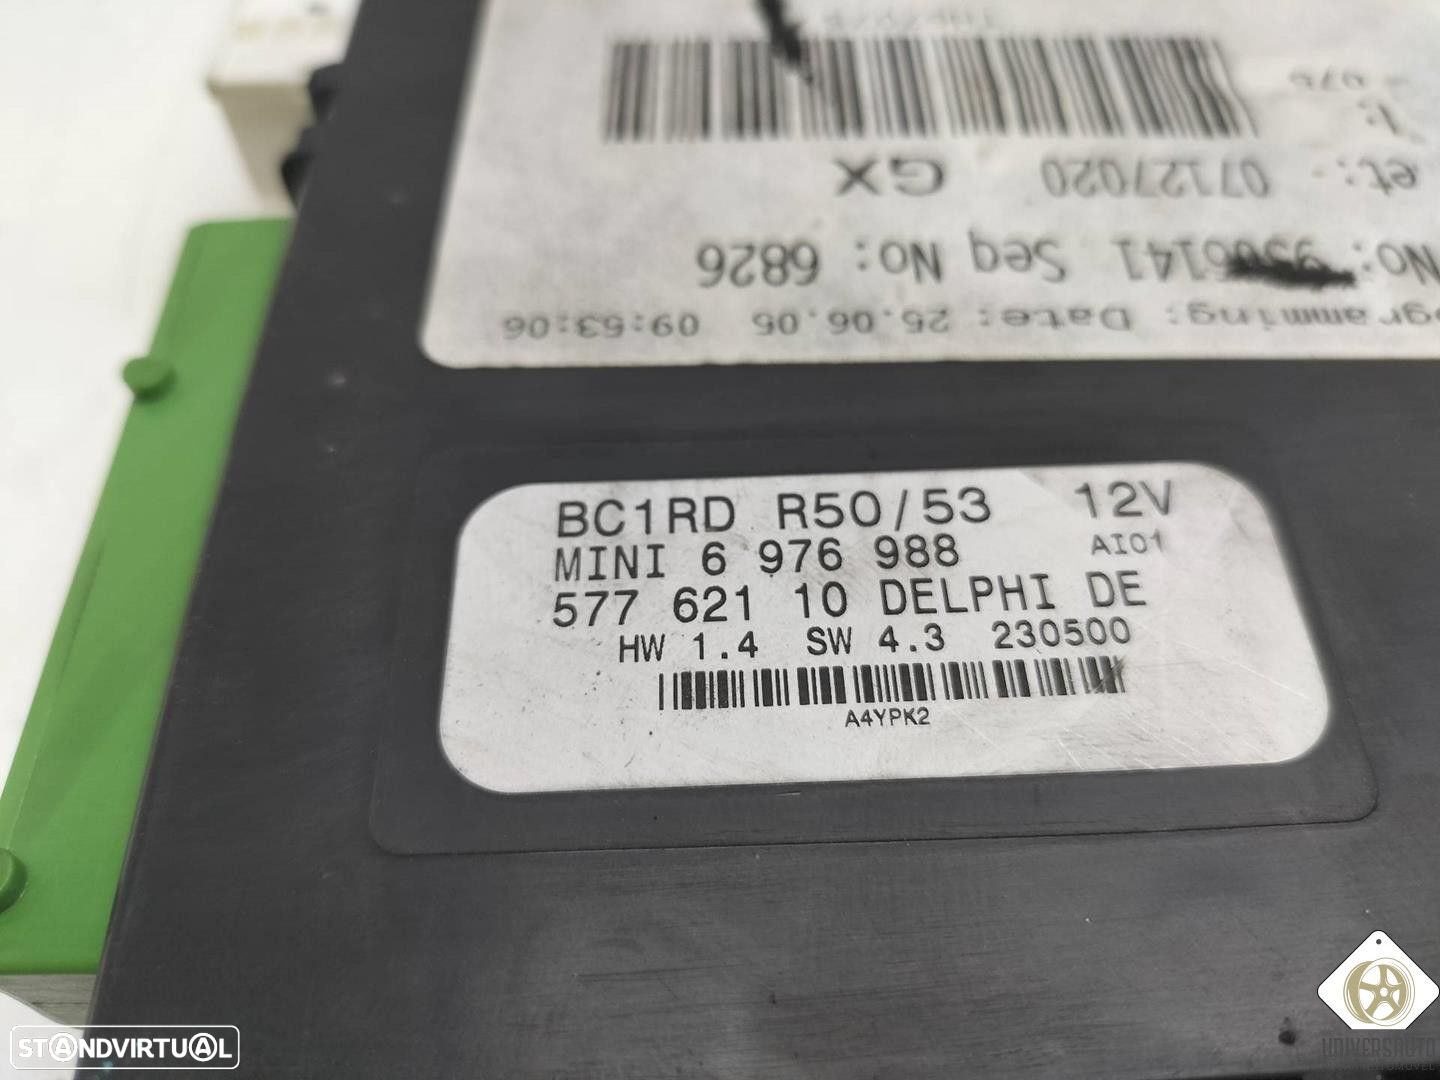 GX 07127020
Seq No: 6826
Date: 25.06.05 09:53:06
BC1RD R50/53 12V
MINI 6 976 988 AI01
577 621 10 DELPHI DE
HW 1.4 SW 4.3 230500
A4YPK2
STANDVIRTUAL
UNIVERSAUTO